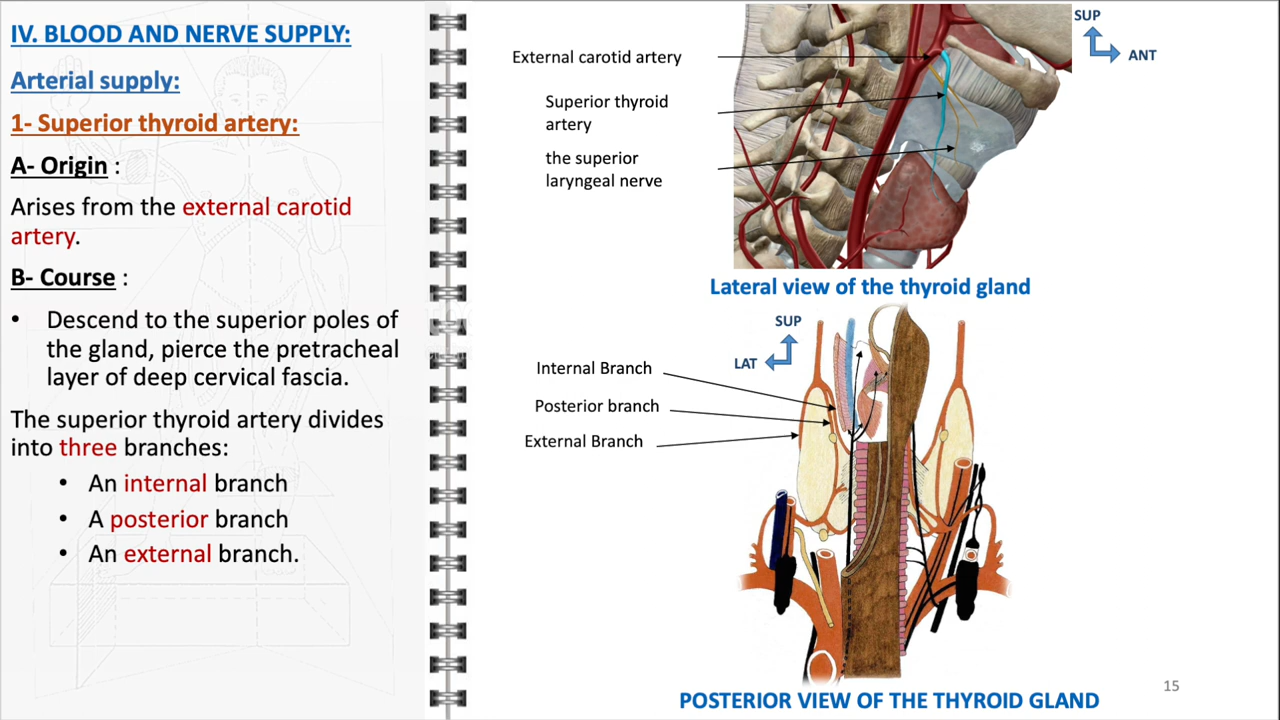 IV. BLOOD AND NERVE SUPPLY:
Arterial supply:
1- Superior thyroid artery:
A- Origin :
Arises from the external carotid
artery.
B- Course :
• Descend to the superior poles of
the gland, pierce the pretracheal
layer of deep cervical fascia.
The superior thyroid artery divides
into three branches:
• An internal branch
• A posterior branch
• An external branch.
External carotid artery
Superior thyroid
artery
the superior
laryngeal nerve
SUP
ANT
Lateral view of the thyroid gland
SUP
LAT
Internal Branch
Posterior branch
External Branch
POSTERIOR VIEW OF THE THYROID GLAND
15